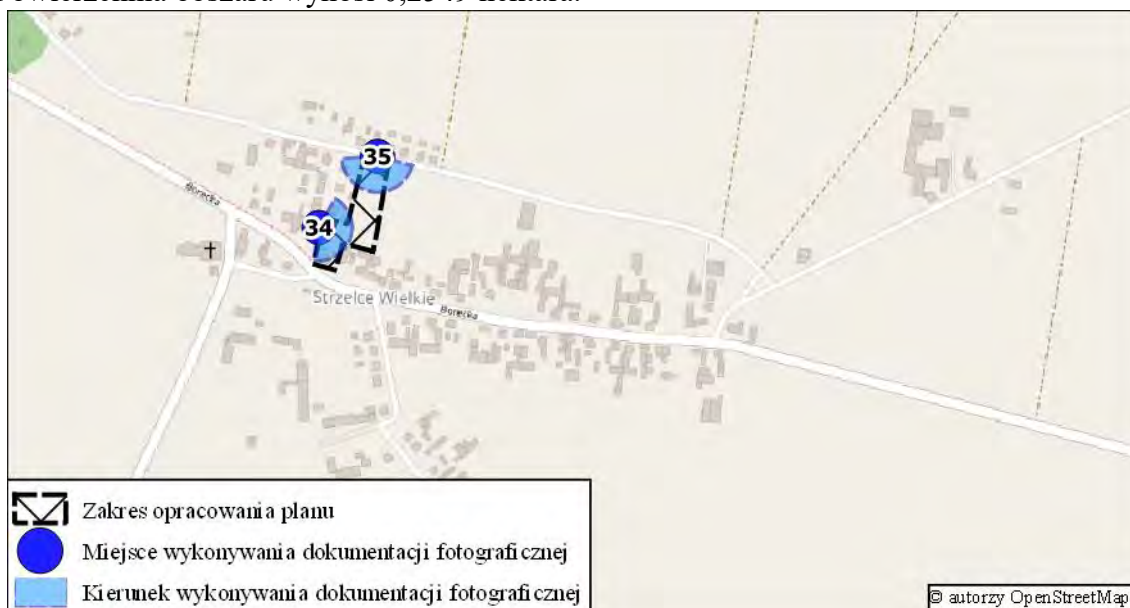 35
34
Borecka
Strzelce Wielkie
Borecka
Zakres opracowania planu
Miejsce wykonywania dokumentacji fotograficznej
Kierunek wykonywania dokumentacji fotograficznej
© autorzy OpenStreetMap